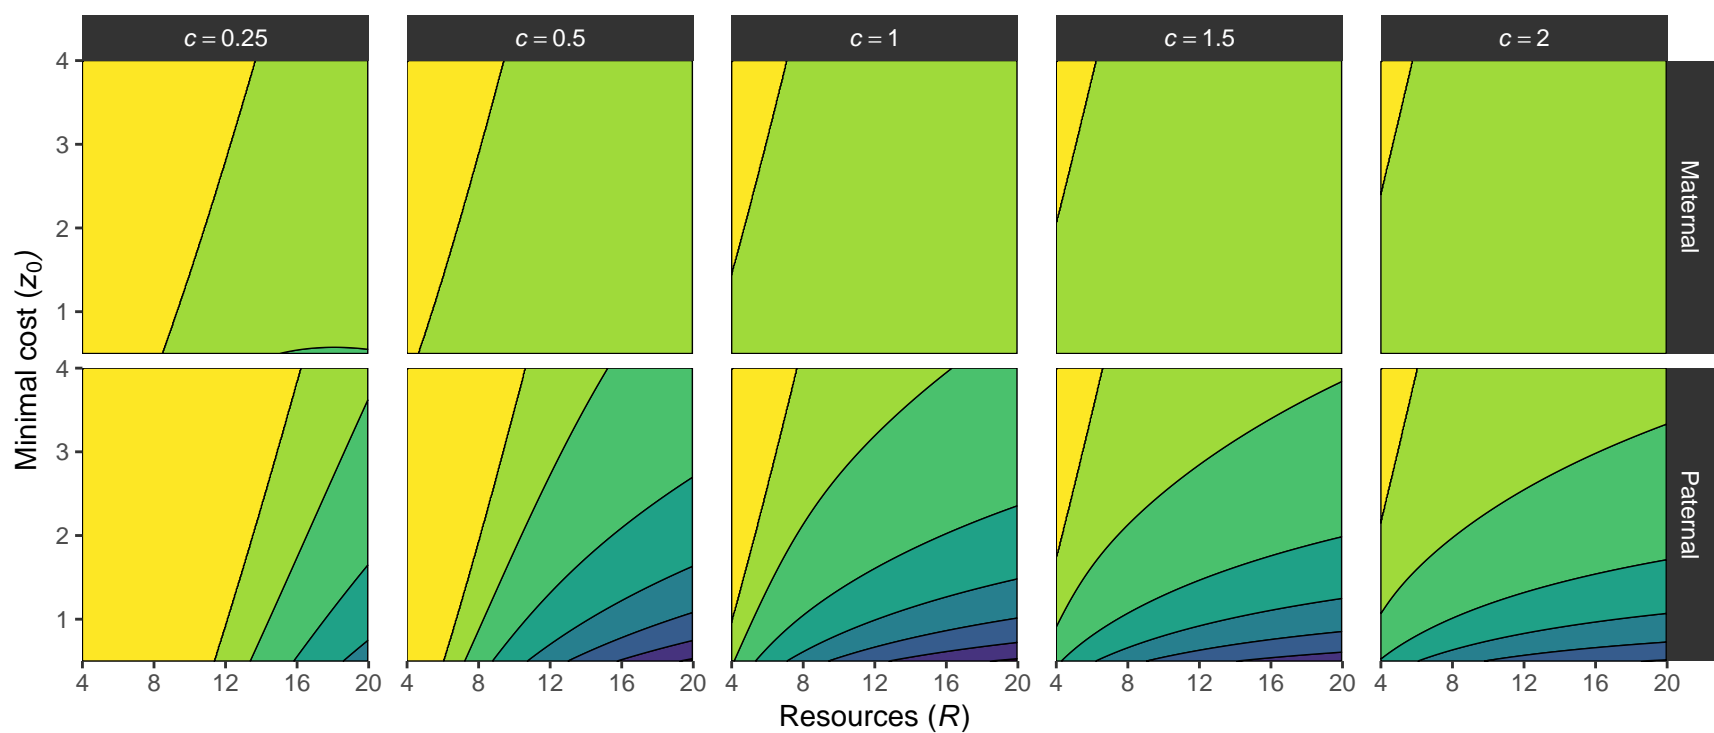 c = 0.25
c = 0.5
c = 1
c = 1.5
c = 2
Maternal
Paternal
Minimal cost (z₀)
4
3
2
1
4
3
2
1
4 8 12 16 20
4 8 12 16 20
4 8 12 16 20
4 8 12 16 20
4 8 12 16 20
Resources (R)